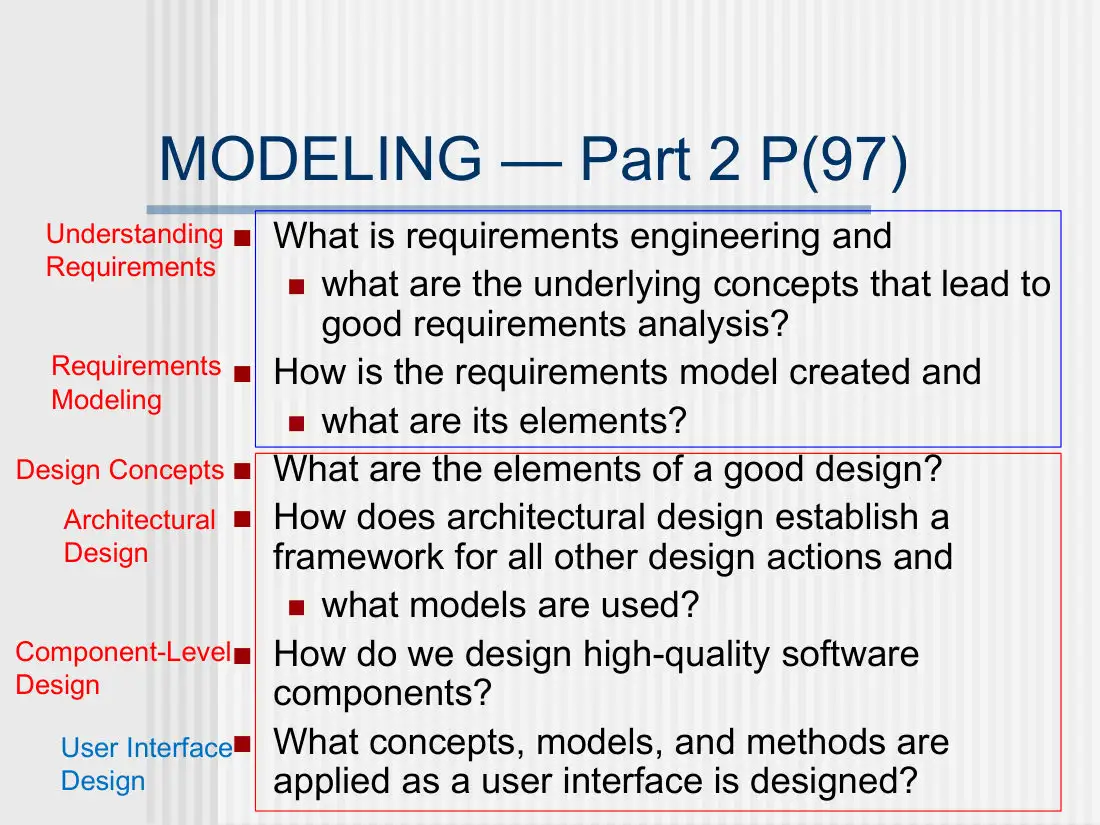 MODELING — Part 2 P(97)
Understanding
Requirements
What is requirements engineering and
what are the underlying concepts that lead to
good requirements analysis?
Requirements
Modeling
How is the requirements model created and
what are its elements?
Design Concepts
What are the elements of a good design?
Architectural
Design
How does architectural design establish a
framework for all other design actions and
what models are used?
Component-Level
Design
How do we design high-quality software
components?
User Interface
Design
What concepts, models, and methods are
applied as a user interface is designed?